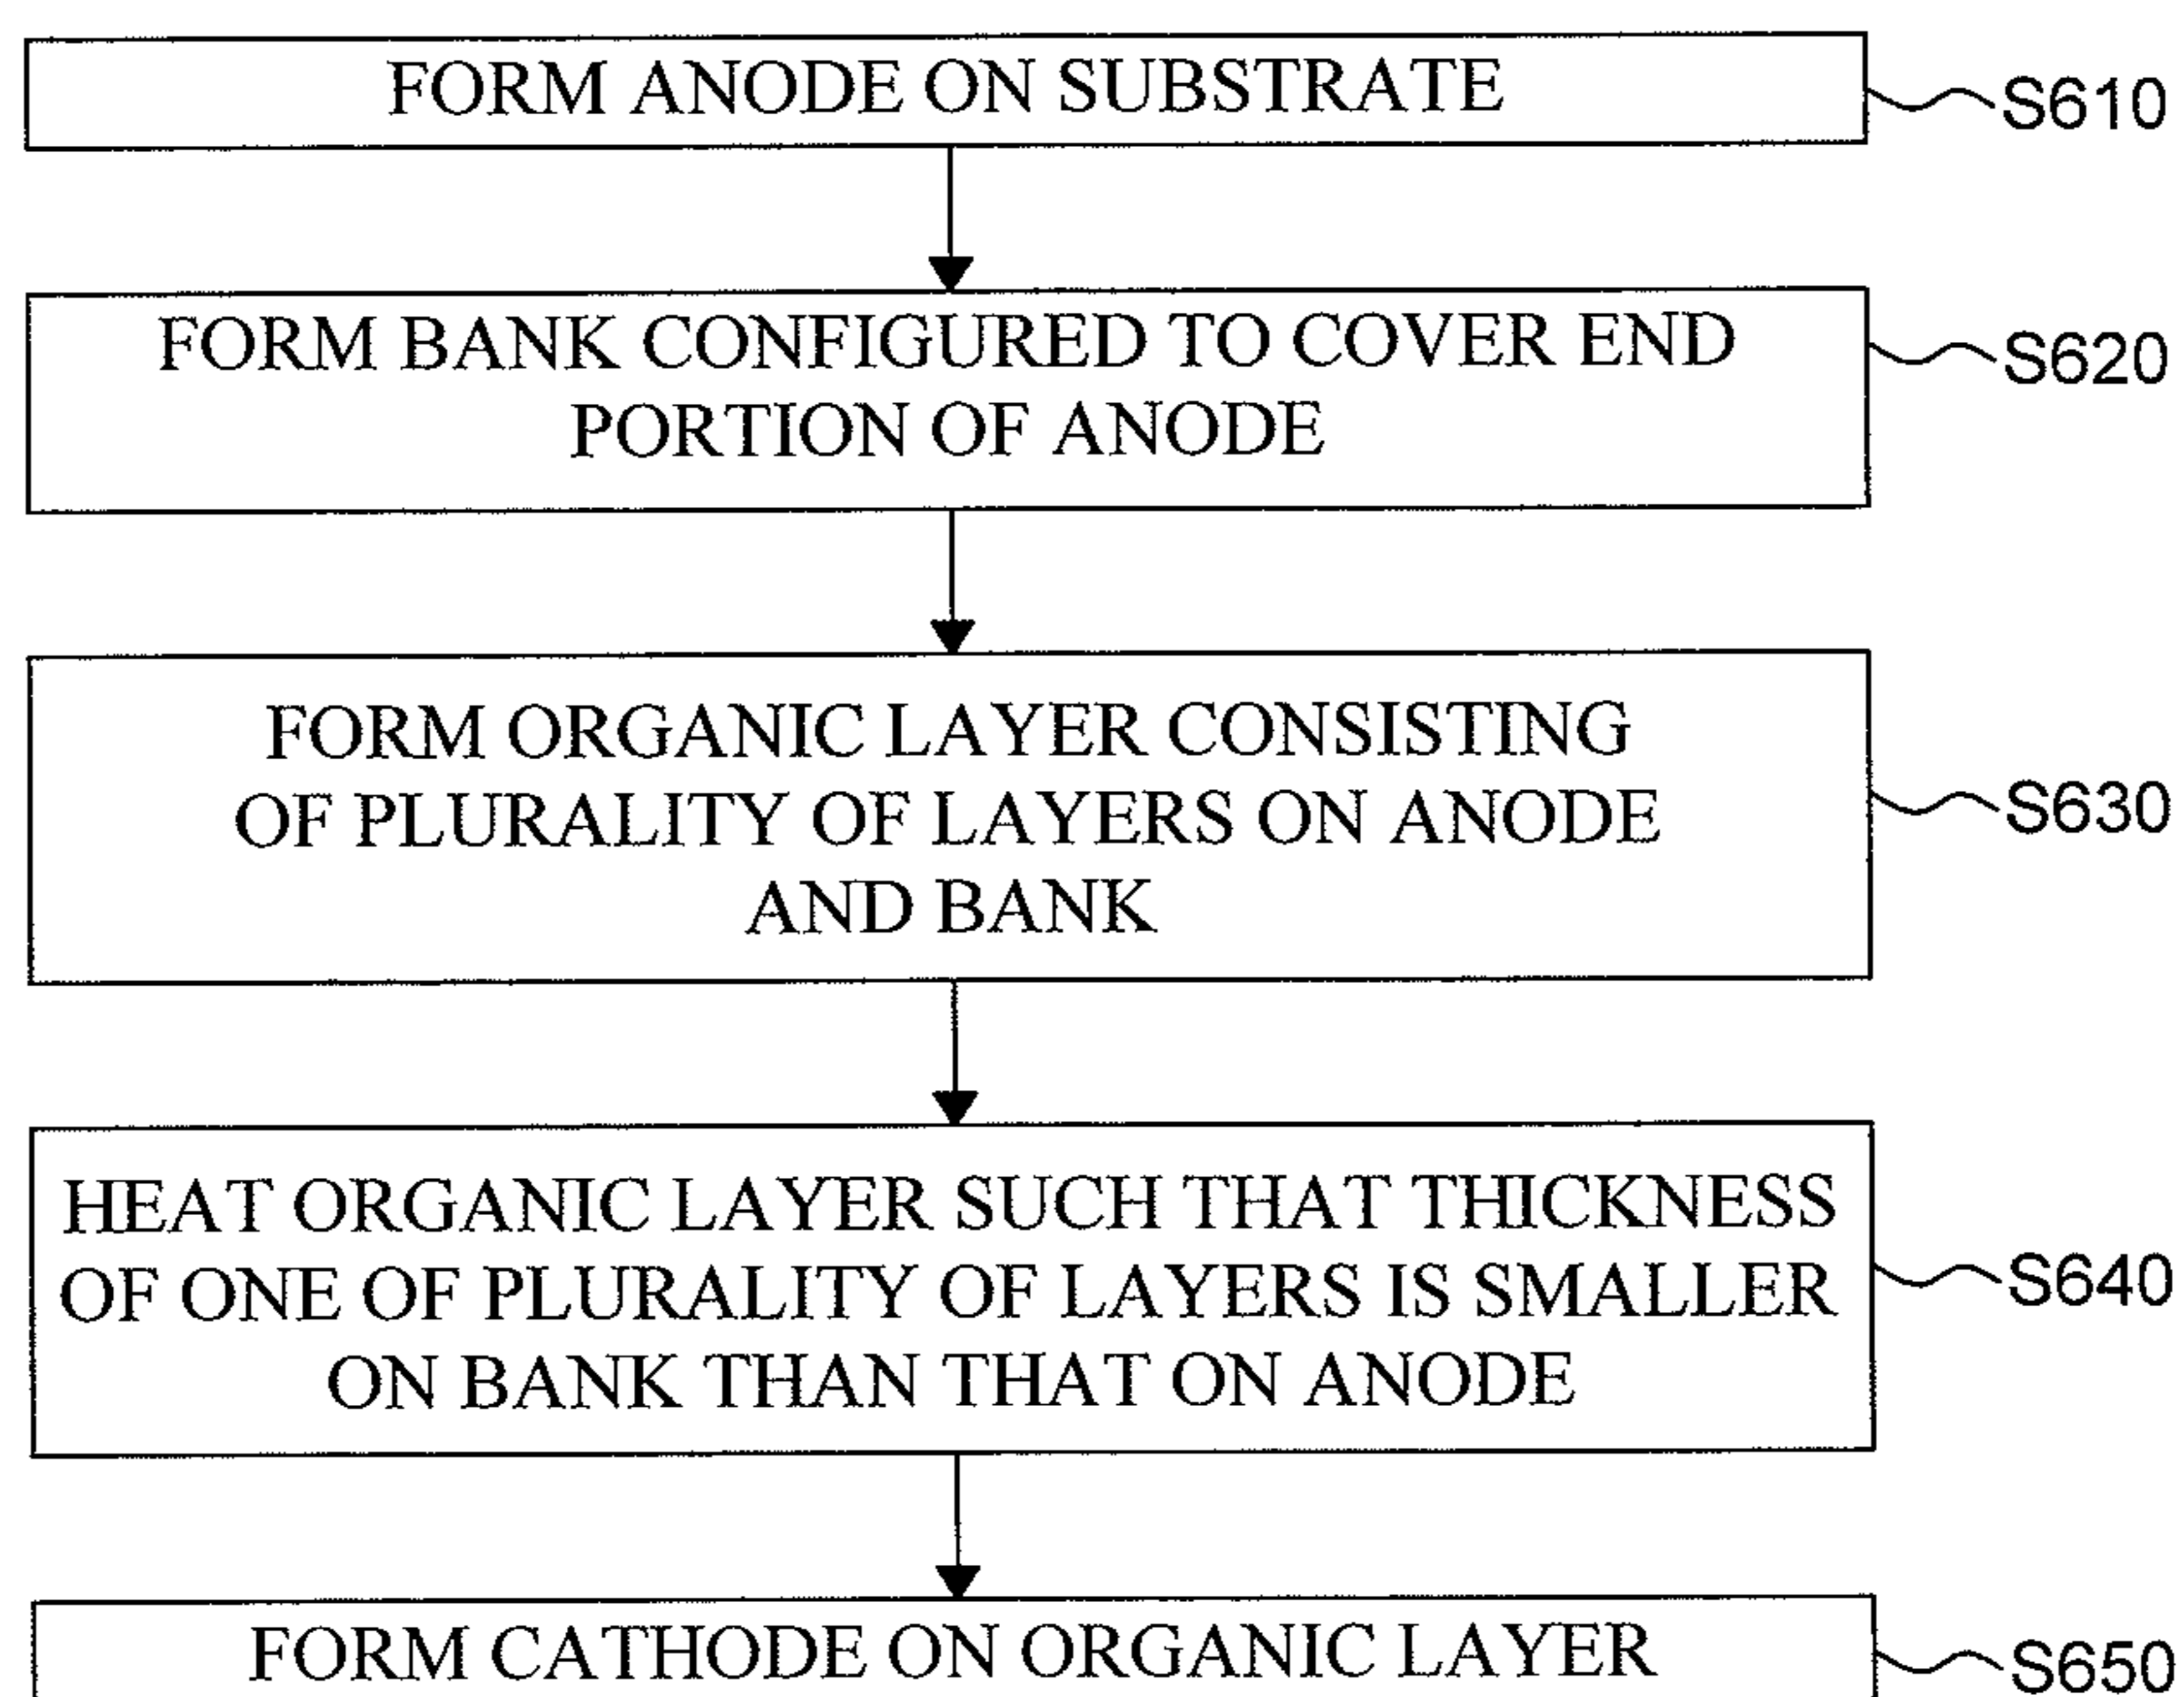 FORM ANODE ON SUBSTRATE
S610
FORM BANK CONFIGURED TO COVER END
PORTION OF ANODE
S620
FORM ORGANIC LAYER CONSISTING
OF PLURALITY OF LAYERS ON ANODE
AND BANK
S630
HEAT ORGANIC LAYER SUCH THAT THICKNESS
OF ONE OF PLURALITY OF LAYERS IS SMALLER
ON BANK THAN THAT ON ANODE
S640
FORM CATHODE ON ORGANIC LAYER
S650